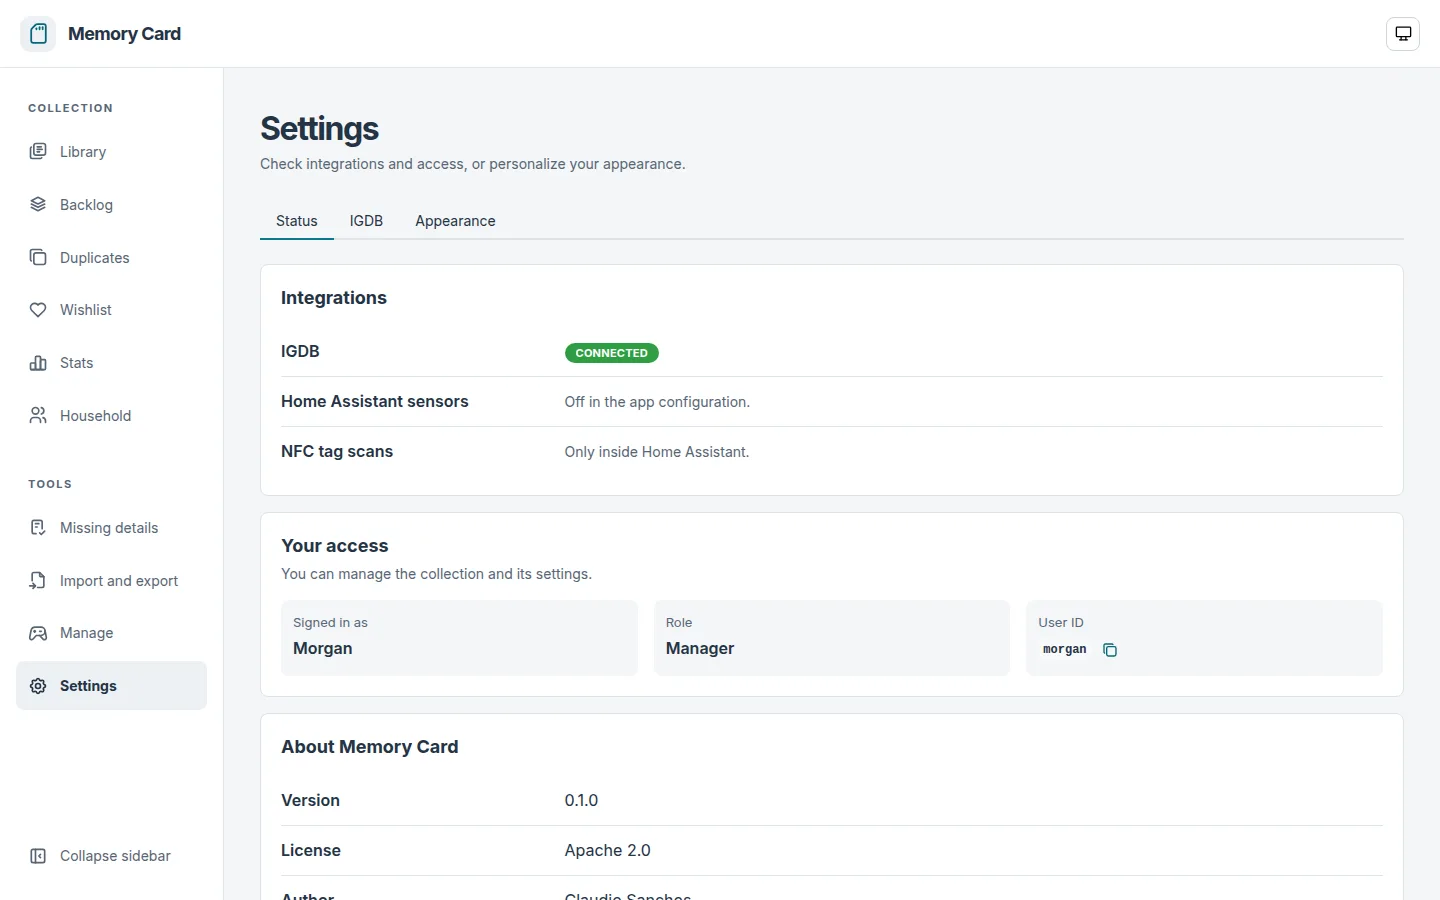 Memory Card
COLLECTION
Library
Backlog
Duplicates
Wishlist
Stats
Household
TOOLS
Missing details
Import and export
Manage
Settings
Collapse sidebar
Settings
Check integrations and access, or personalize your appearance.
Status IGDB Appearance
Integrations
IGDB CONNECTED
Home Assistant sensors Off in the app configuration.
NFC tag scans Only inside Home Assistant.
Your access
You can manage the collection and its settings.
Signed in as
Morgan
Role
Manager
User ID
morgan
About Memory Card
Version 0.1.0
License Apache 2.0
Author Claudio Sanches